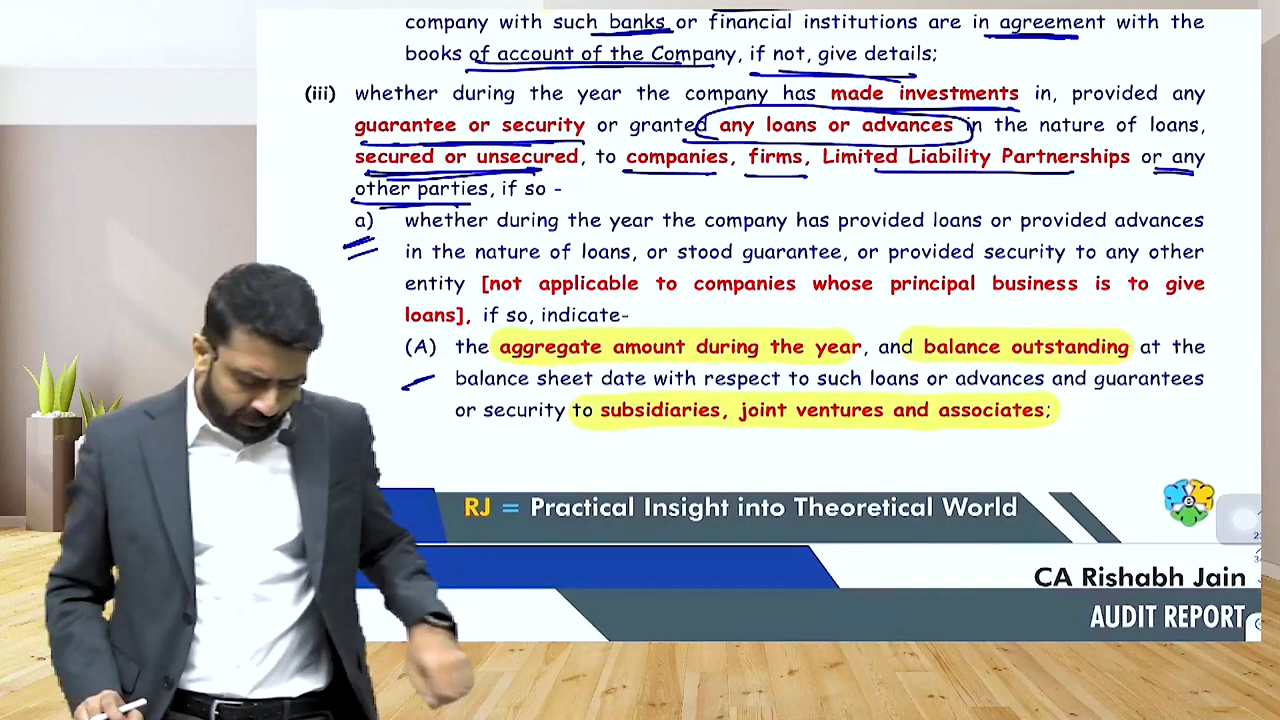 company with such banks or financial institutions are in agreement with the
books of account of the Company, if not, give details;
(iii) whether during the year the company has made investments in, provided any
guarantee or security or granted any loans or advances in the nature of loans,
secured or unsecured, to companies, firms, Limited Liability Partnerships or any
other parties, if so -
a) whether during the year the company has provided loans or provided advances
in the nature of loans, or stood guarantee, or provided security to any other
entity [not applicable to companies whose principal business is to give
loans], if so, indicate-
(A) the aggregate amount during the year, and balance outstanding at the
balance sheet date with respect to such loans or advances and guarantees
or security to subsidiaries, joint ventures and associates;
RJ = Practical Insight into Theoretical World
CA Rishabh Jain
AUDIT REPORT